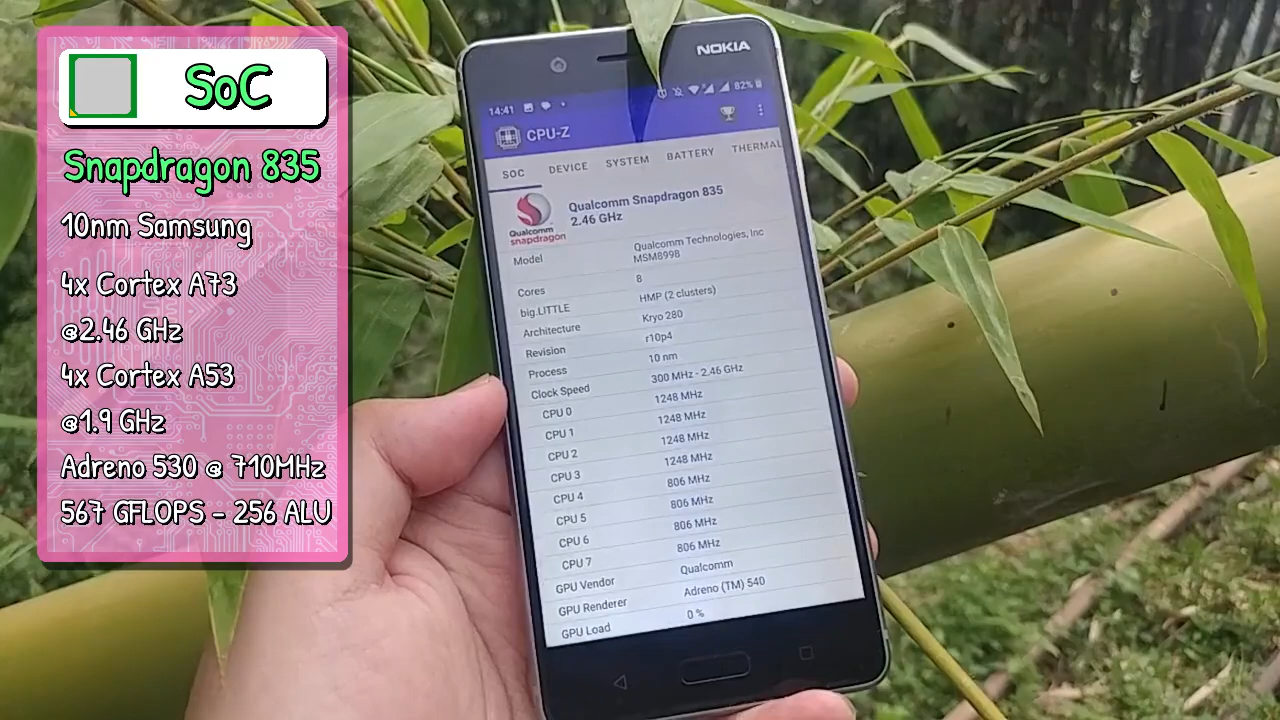 SoC
Snapdragon 835
10nm Samsung
4x Cortex A73
@2.46 GHz
4x Cortex A53
@1.9 GHz
Adreno 530 @ 710MHz
567 GFLOPS - 256 ALU
NOKIA
14:41
82%
CPU-Z
SOC DEVICE SYSTEM BATTERY THERMAL
Qualcomm snapdragon
Qualcomm Snapdragon 835
2.46 GHz
Model Qualcomm Technologies, Inc
MSM8998
Cores 8
big.LITTLE HMP (2 clusters)
Architecture Kryo 280
Revision r10p4
Process 10 nm
Clock Speed 300 MHz - 2.46 GHz
CPU 0 1248 MHz
CPU 1 1248 MHz
CPU 2 1248 MHz
CPU 3 1248 MHz
CPU 4 806 MHz
CPU 5 806 MHz
CPU 6 806 MHz
CPU 7 806 MHz
GPU Vendor Qualcomm
GPU Renderer Adreno (TM) 540
GPU Load 0 %